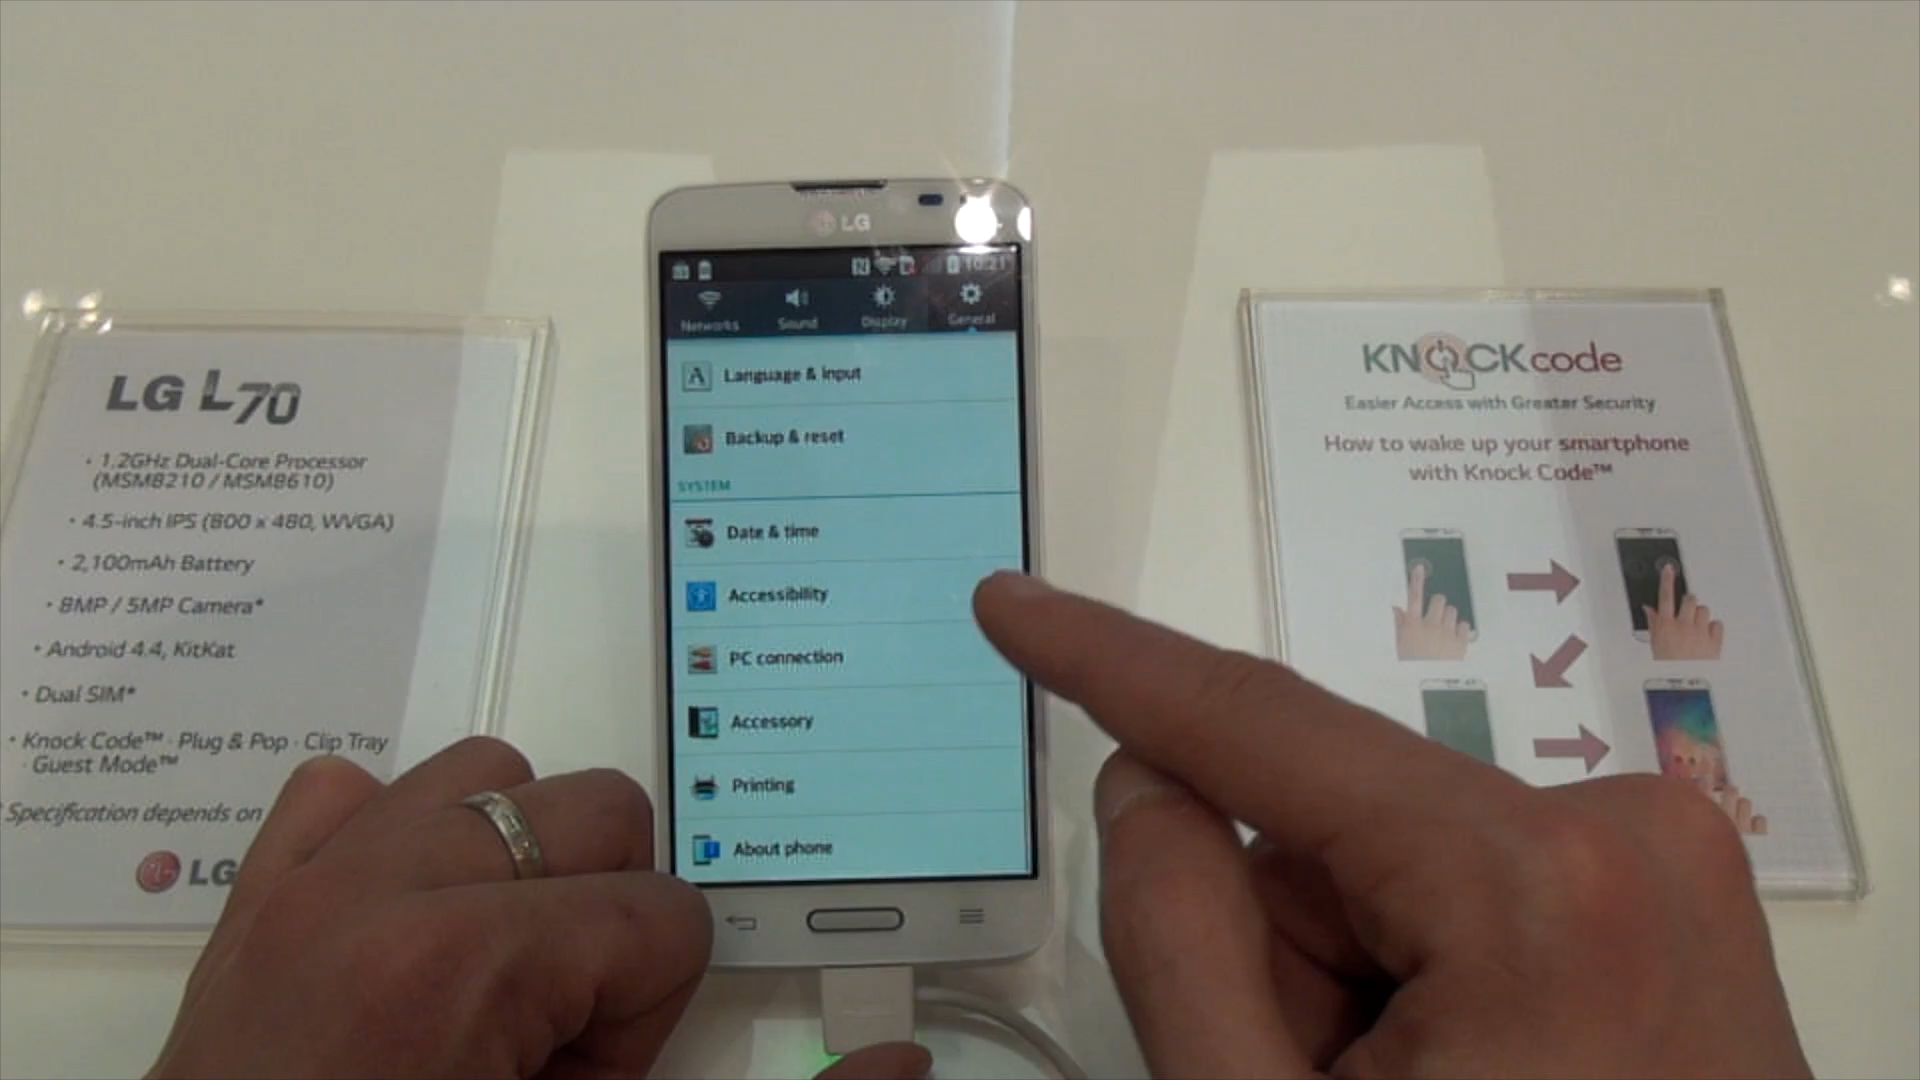 LG L70
• 1.2GHz Dual-Core Processor
(MSM8210 / MSM8610)
• 4.5-inch IPS (800 x 480, WVGA)
• 2,100mAh Battery
• 8MP / 5MP Camera*
• Android 4.4, KitKat
• Dual SIM*
• Knock Code™ · Plug & Pop · Clip Tray
· Guest Mode™
* Specification depends on
LG
LG
10:21
Networks Sound Display General
Language & input
Backup & reset
SYSTEM
Date & time
Accessibility
PC connection
Accessory
Printing
About phone
KNOCKcode
Easier Access with Greater Security
How to wake up your smartphone
with Knock Code™